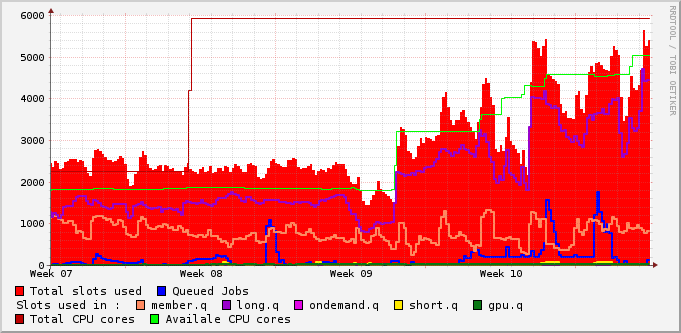 6000
5000
4000
3000
2000
1000
0
Week 07 Week 08 Week 09 Week 10
Total slots used Queued Jobs
Slots used in : member.q long.q ondemand.q short.q gpu.q
Total CPU cores Availale CPU cores
RRDTOOL / TOBI OETIKER